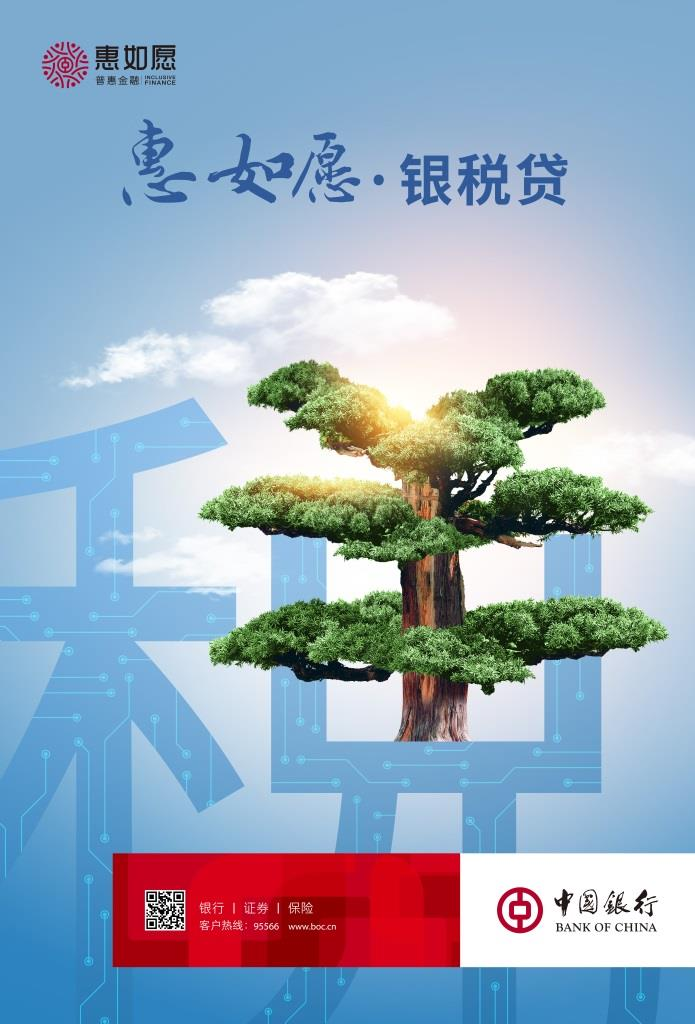 惠如愿
普惠金融 INCLUSIVE FINANCE
惠如愿·银税贷
税
银行 | 证券 | 保险
客户热线：95566 www.boc.cn
中国銀行
BANK OF CHINA